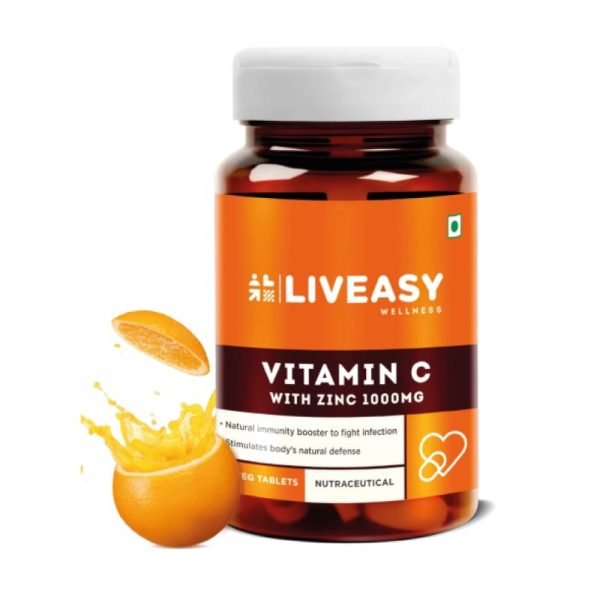 LIVEASY
WELLNESS
VITAMIN C
WITH ZINC 1000MG
• Natural immunity booster to fight infection
Stimulates body's natural defense
TABLETS
NUTRACEUTICAL